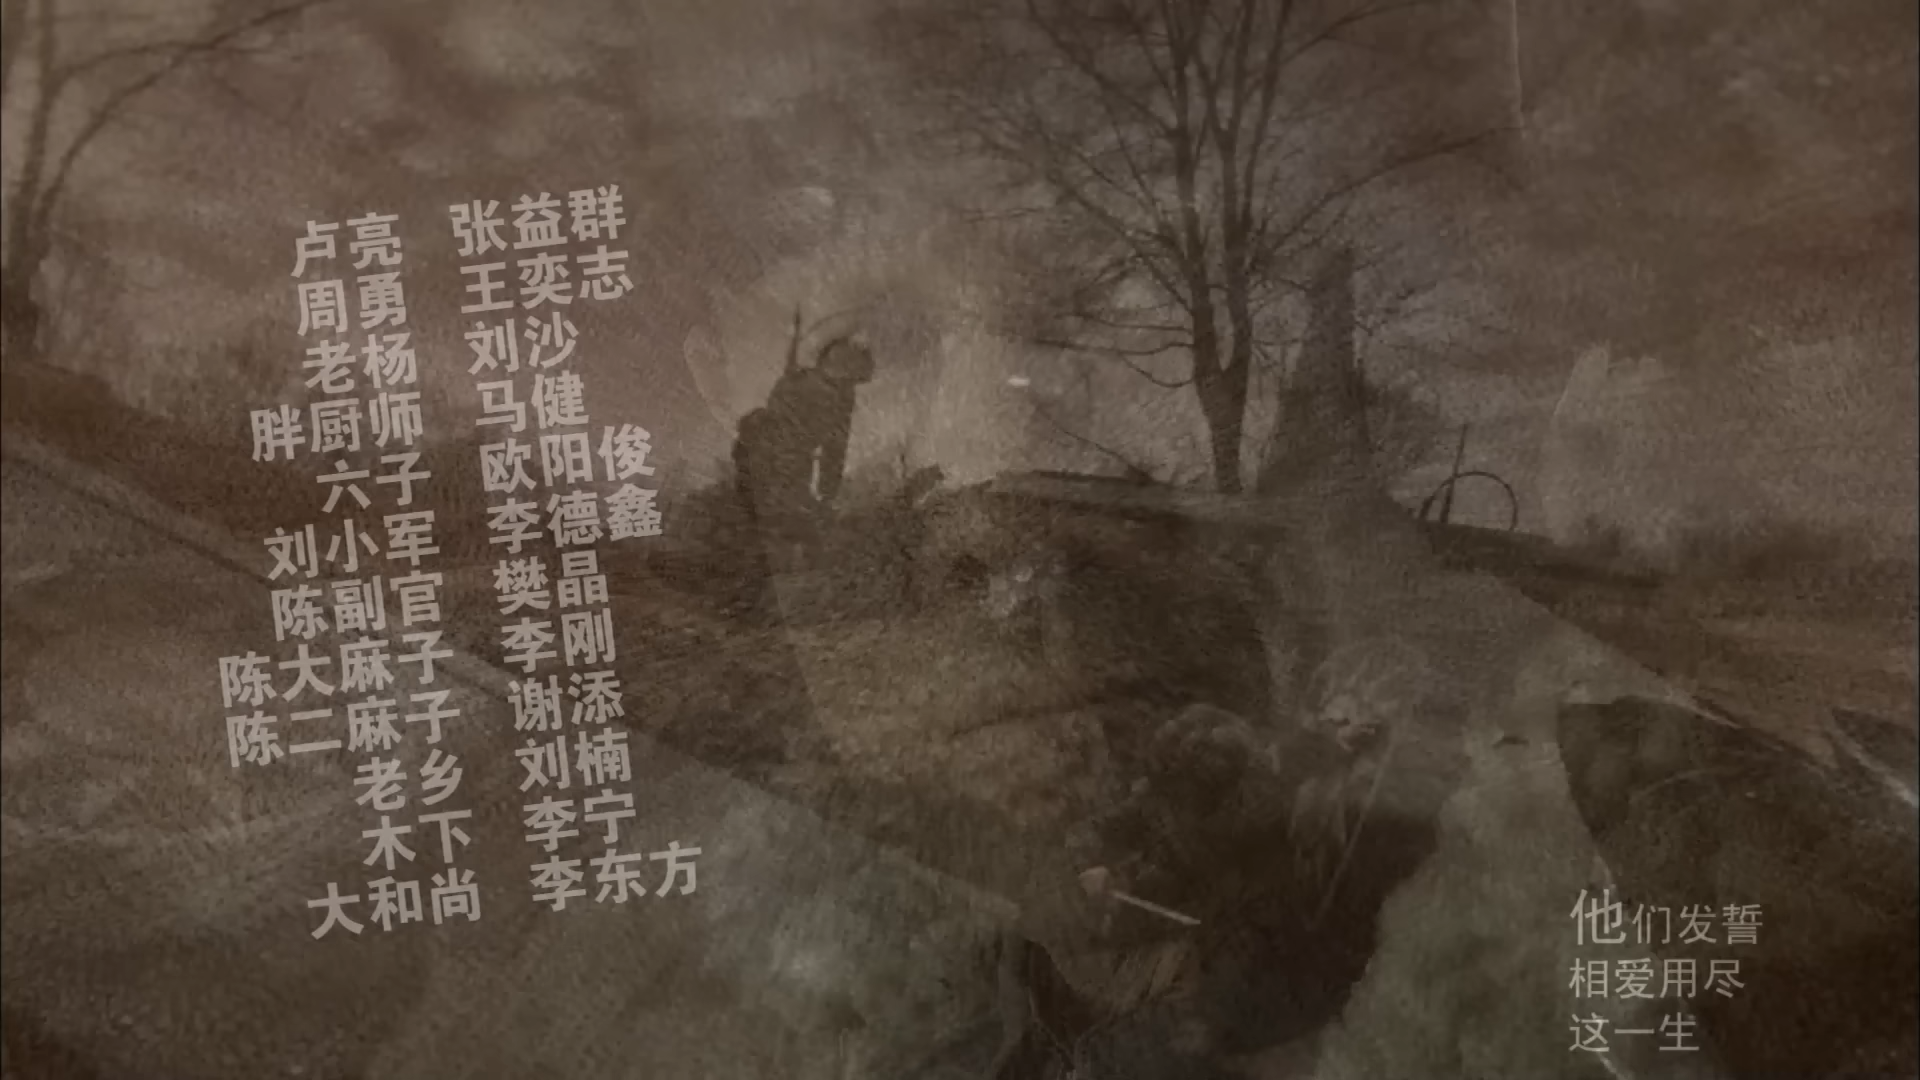 卢亮 张益群
周勇 王奕志
老杨 刘沙
胖厨师 马健
六子 欧阳俊
刘小军 李德鑫
陈副官 樊晶
陈大麻子 李刚
陈二麻子 谢添
老乡 刘楠
木下 李宁
大和尚 李东方
他们发誓
相爱用尽
这一生